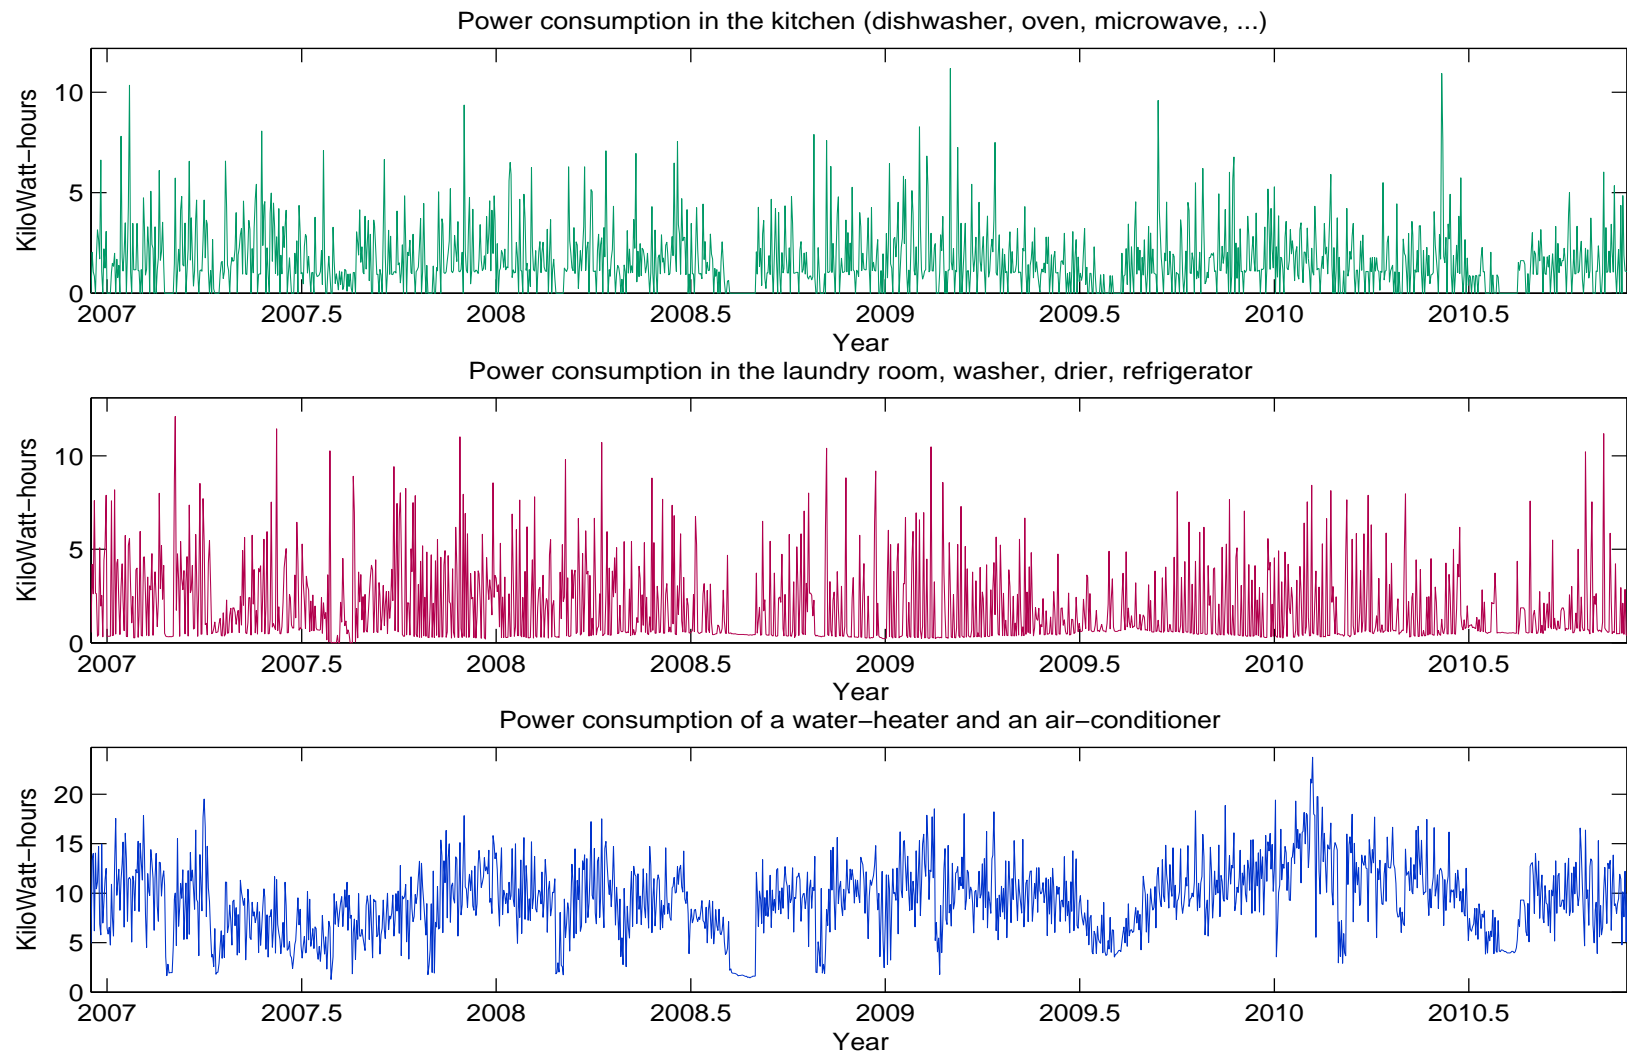 Power consumption in the kitchen (dishwasher, oven, microwave, ...)
KiloWatt−hours
10
5
0
2007 2007.5 2008 2008.5 2009 2009.5 2010 2010.5
Year
Power consumption in the laundry room, washer, drier, refrigerator
KiloWatt−hours
10
5
0
2007 2007.5 2008 2008.5 2009 2009.5 2010 2010.5
Year
Power consumption of a water−heater and an air−conditioner
KiloWatt−hours
20
15
10
5
0
2007 2007.5 2008 2008.5 2009 2009.5 2010 2010.5
Year